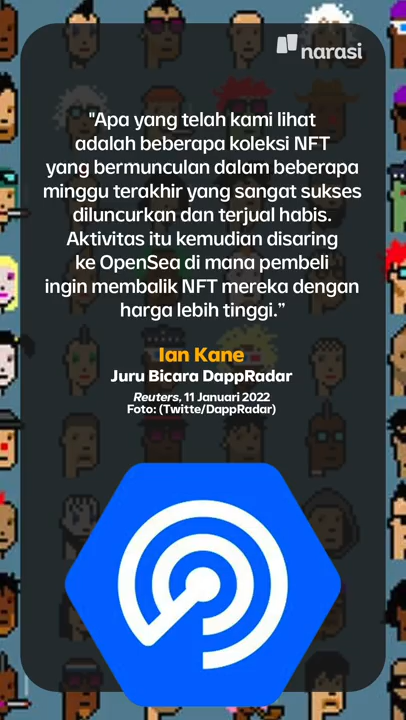 narasi
"Apa yang telah kami lihat
adalah beberapa koleksi NFT
yang bermunculan dalam beberapa
minggu terakhir yang sangat sukses
diluncurkan dan terjual habis.
Aktivitas itu kemudian disaring
ke OpenSea di mana pembeli
ingin membalik NFT mereka dengan
harga lebih tinggi.”
Ian Kane
Juru Bicara DappRadar
Reuters, 11 Januari 2022
Foto: (Twitte/DappRadar)